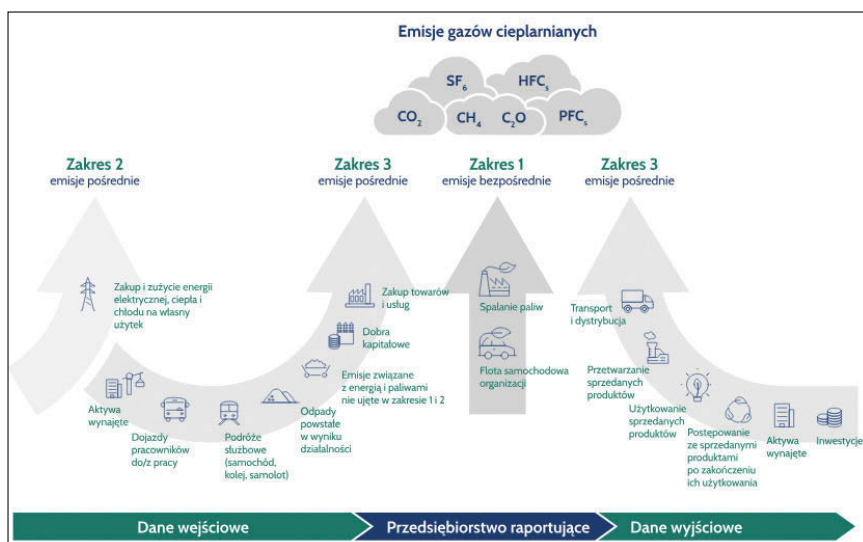 Emisje gazów cieplarnianych
SF₆
HFCₛ
CO₂
CH₄
C₂O
PFCₛ
Zakres 2
emisje pośrednie
Zakres 3
emisje pośrednie
Zakres 1
emisje bezpośrednie
Zakres 3
emisje pośrednie
Zakup i zużycie energii
elektrycznej, ciepła i
chłodu na własny
użytek
Aktywa
wynajęte
Dojazdy
pracowników
do/z pracy
Podróże
służbowe
(samochód,
kolej, samolot)
Odpady
powstałe
w wyniku
działalności
Emisje związane
z energią i paliwami
nie ujęte w zakresie 1 i 2
Dobra
kapitałowe
Zakup towarów
i usług
Spalanie paliw
Flota samochodowa
organizacji
Transport
i dystrybucja
Przetwarzanie
sprzedanych
produktów
Użytkowanie
sprzedanych
produktów
Postępowanie
ze sprzedanymi
produktami
po zakończeniu
ich użytkowania
Aktywa
wynajęte
Inwestycje
Dane wejściowe
Przedsiębiorstwo raportujące
Dane wyjściowe